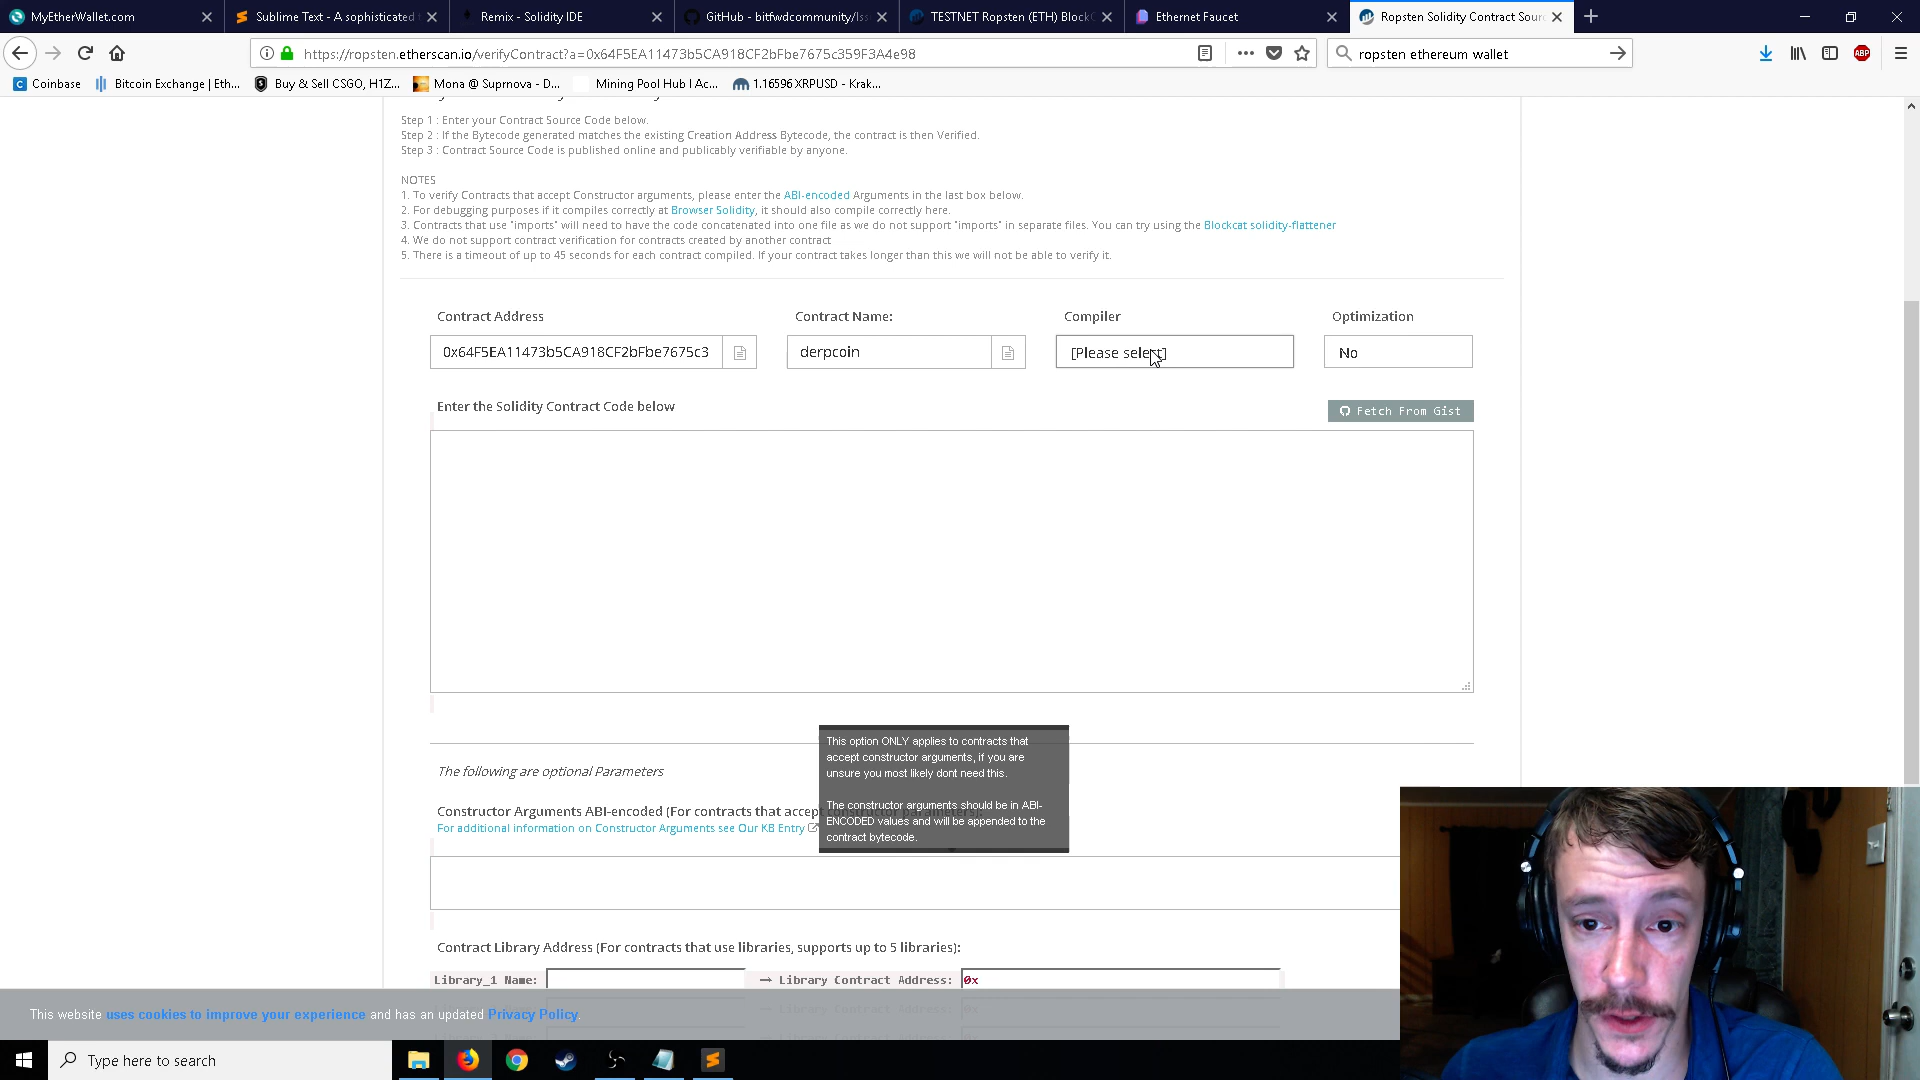 MyEtherWallet.com
Sublime Text - A sophisticated
Remix - Solidity IDE
GitHub - bitfwdcommunity/Iss
TESTNET Ropsten (ETH) BlockC
Ethernet Faucet
Ropsten Solidity Contract Sour
https://ropsten.etherscan.io/verifyContract?a=0x64F5EA11473b5CA918CF2bFbe7675c359F3A4e98
ropsten ethereum wallet
ABP
Coinbase
Bitcoin Exchange | Eth...
Buy & Sell CSGO, H1Z...
Mona @ Suprnova - D...
Mining Pool Hub | Ac...
1.16596 XRPUSD - Krak...
Step 1 : Enter your Contract Source Code below.
Step 2 : If the Bytecode generated matches the existing Creation Address Bytecode, the contract is then Verified.
Step 3 : Contract Source Code is published online and publicably verifiable by anyone.
NOTES
1. To verify Contracts that accept Constructor arguments, please enter the ABI-encoded Arguments in the last box below.
2. For debugging purposes if it compiles correctly at Browser Solidity, it should also compile correctly here.
3. Contracts that use "imports" will need to have the code concatenated into one file as we do not support "imports" in separate files. You can try using the Blockcat solidity-flattener
4. We do not support contract verification for contracts created by another contract
5. There is a timeout of up to 45 seconds for each contract compiled. If your contract takes longer than this we will not be able to verify it.
Contract Address
Contract Name:
Compiler
Optimization
0x64F5EA11473b5CA918CF2bFbe7675c3
derpcoin
[Please select]
No
Enter the Solidity Contract Code below
Fetch From Gist
This option ONLY applies to contracts that
accept constructor arguments, if you are
unsure you most likely dont need this.
The constructor arguments should be in ABI-
ENCODED values and will be appended to the
contract bytecode.
The following are optional Parameters
Constructor Arguments ABI-encoded (For contracts that accept constructor parameters):
For additional information on Constructor Arguments see Our KB Entry
Contract Library Address (For contracts that use libraries, supports up to 5 libraries):
Library_1 Name:
Library Contract Address:
0x
Library Contract Address:
0x
This website uses cookies to improve your experience and has an updated Privacy Policy.
Type here to search